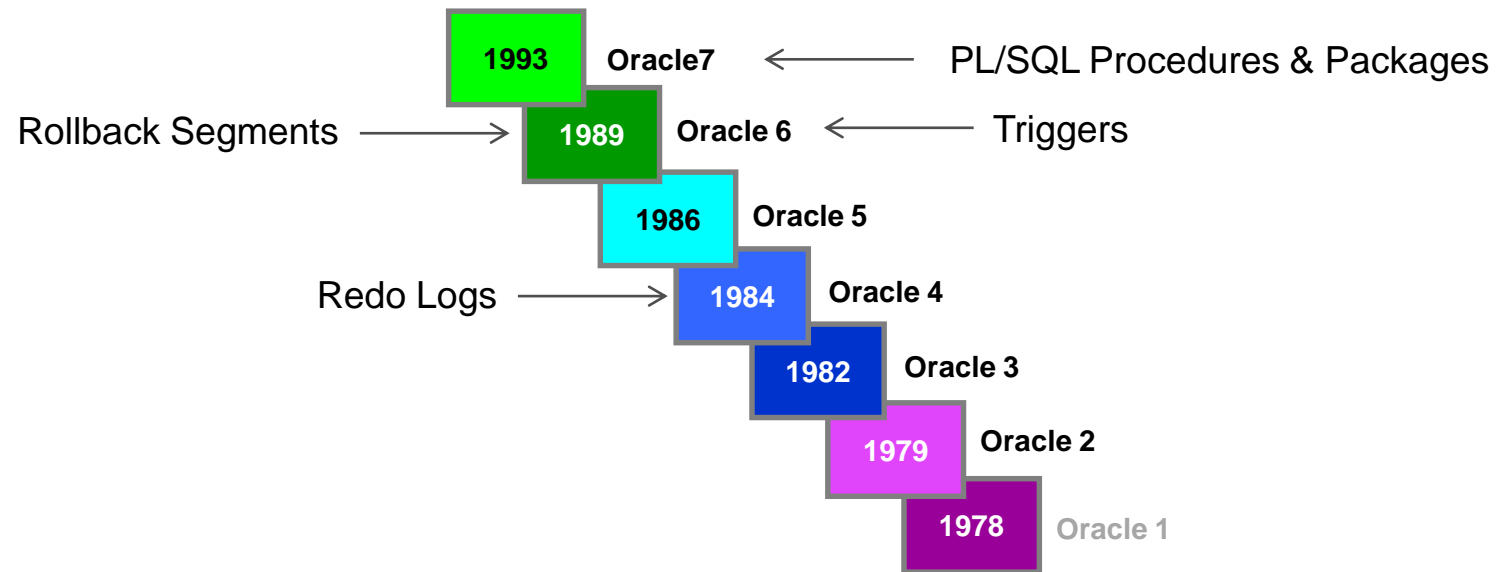 1993 Oracle7 PL/SQL Procedures & Packages
Rollback Segments 1989 Oracle 6 Triggers
1986 Oracle 5
Redo Logs 1984 Oracle 4
1982 Oracle 3
1979 Oracle 2
1978 Oracle 1